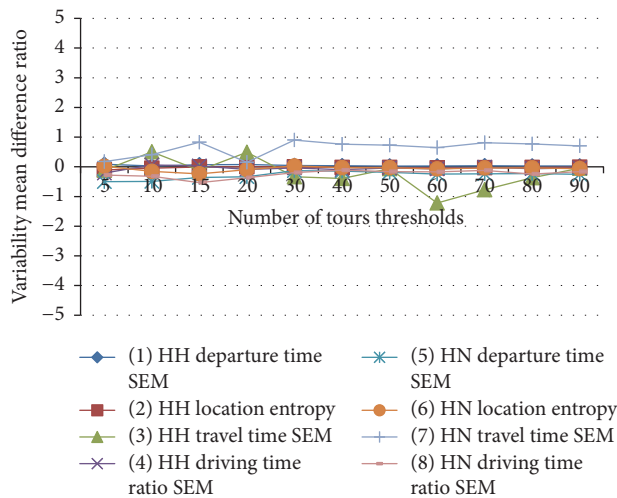 Variability mean difference ratio
5
4
3
2
1
0
−1
−2
−3
−4
−5
5 10 15 20 30 40 50 60 70 80 90
Number of tours thresholds
(1) HH departure time
SEM
(2) HH location entropy
(3) HH travel time SEM
(4) HH driving time
ratio SEM
(5) HN departure time
SEM
(6) HN location entropy
(7) HN travel time SEM
(8) HN driving time
ratio SEM